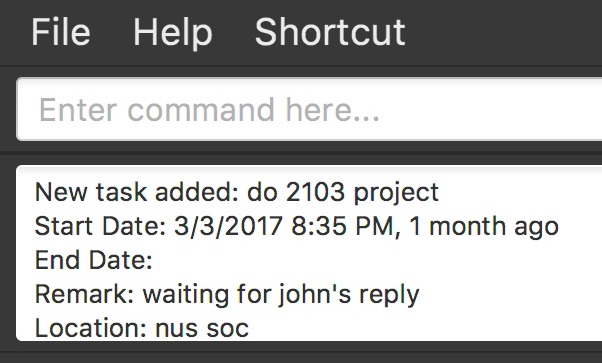 File Help Shortcut
Enter command here...
New task added: do 2103 project
Start Date: 3/3/2017 8:35 PM, 1 month ago
End Date:
Remark: waiting for john's reply
Location: nus soc